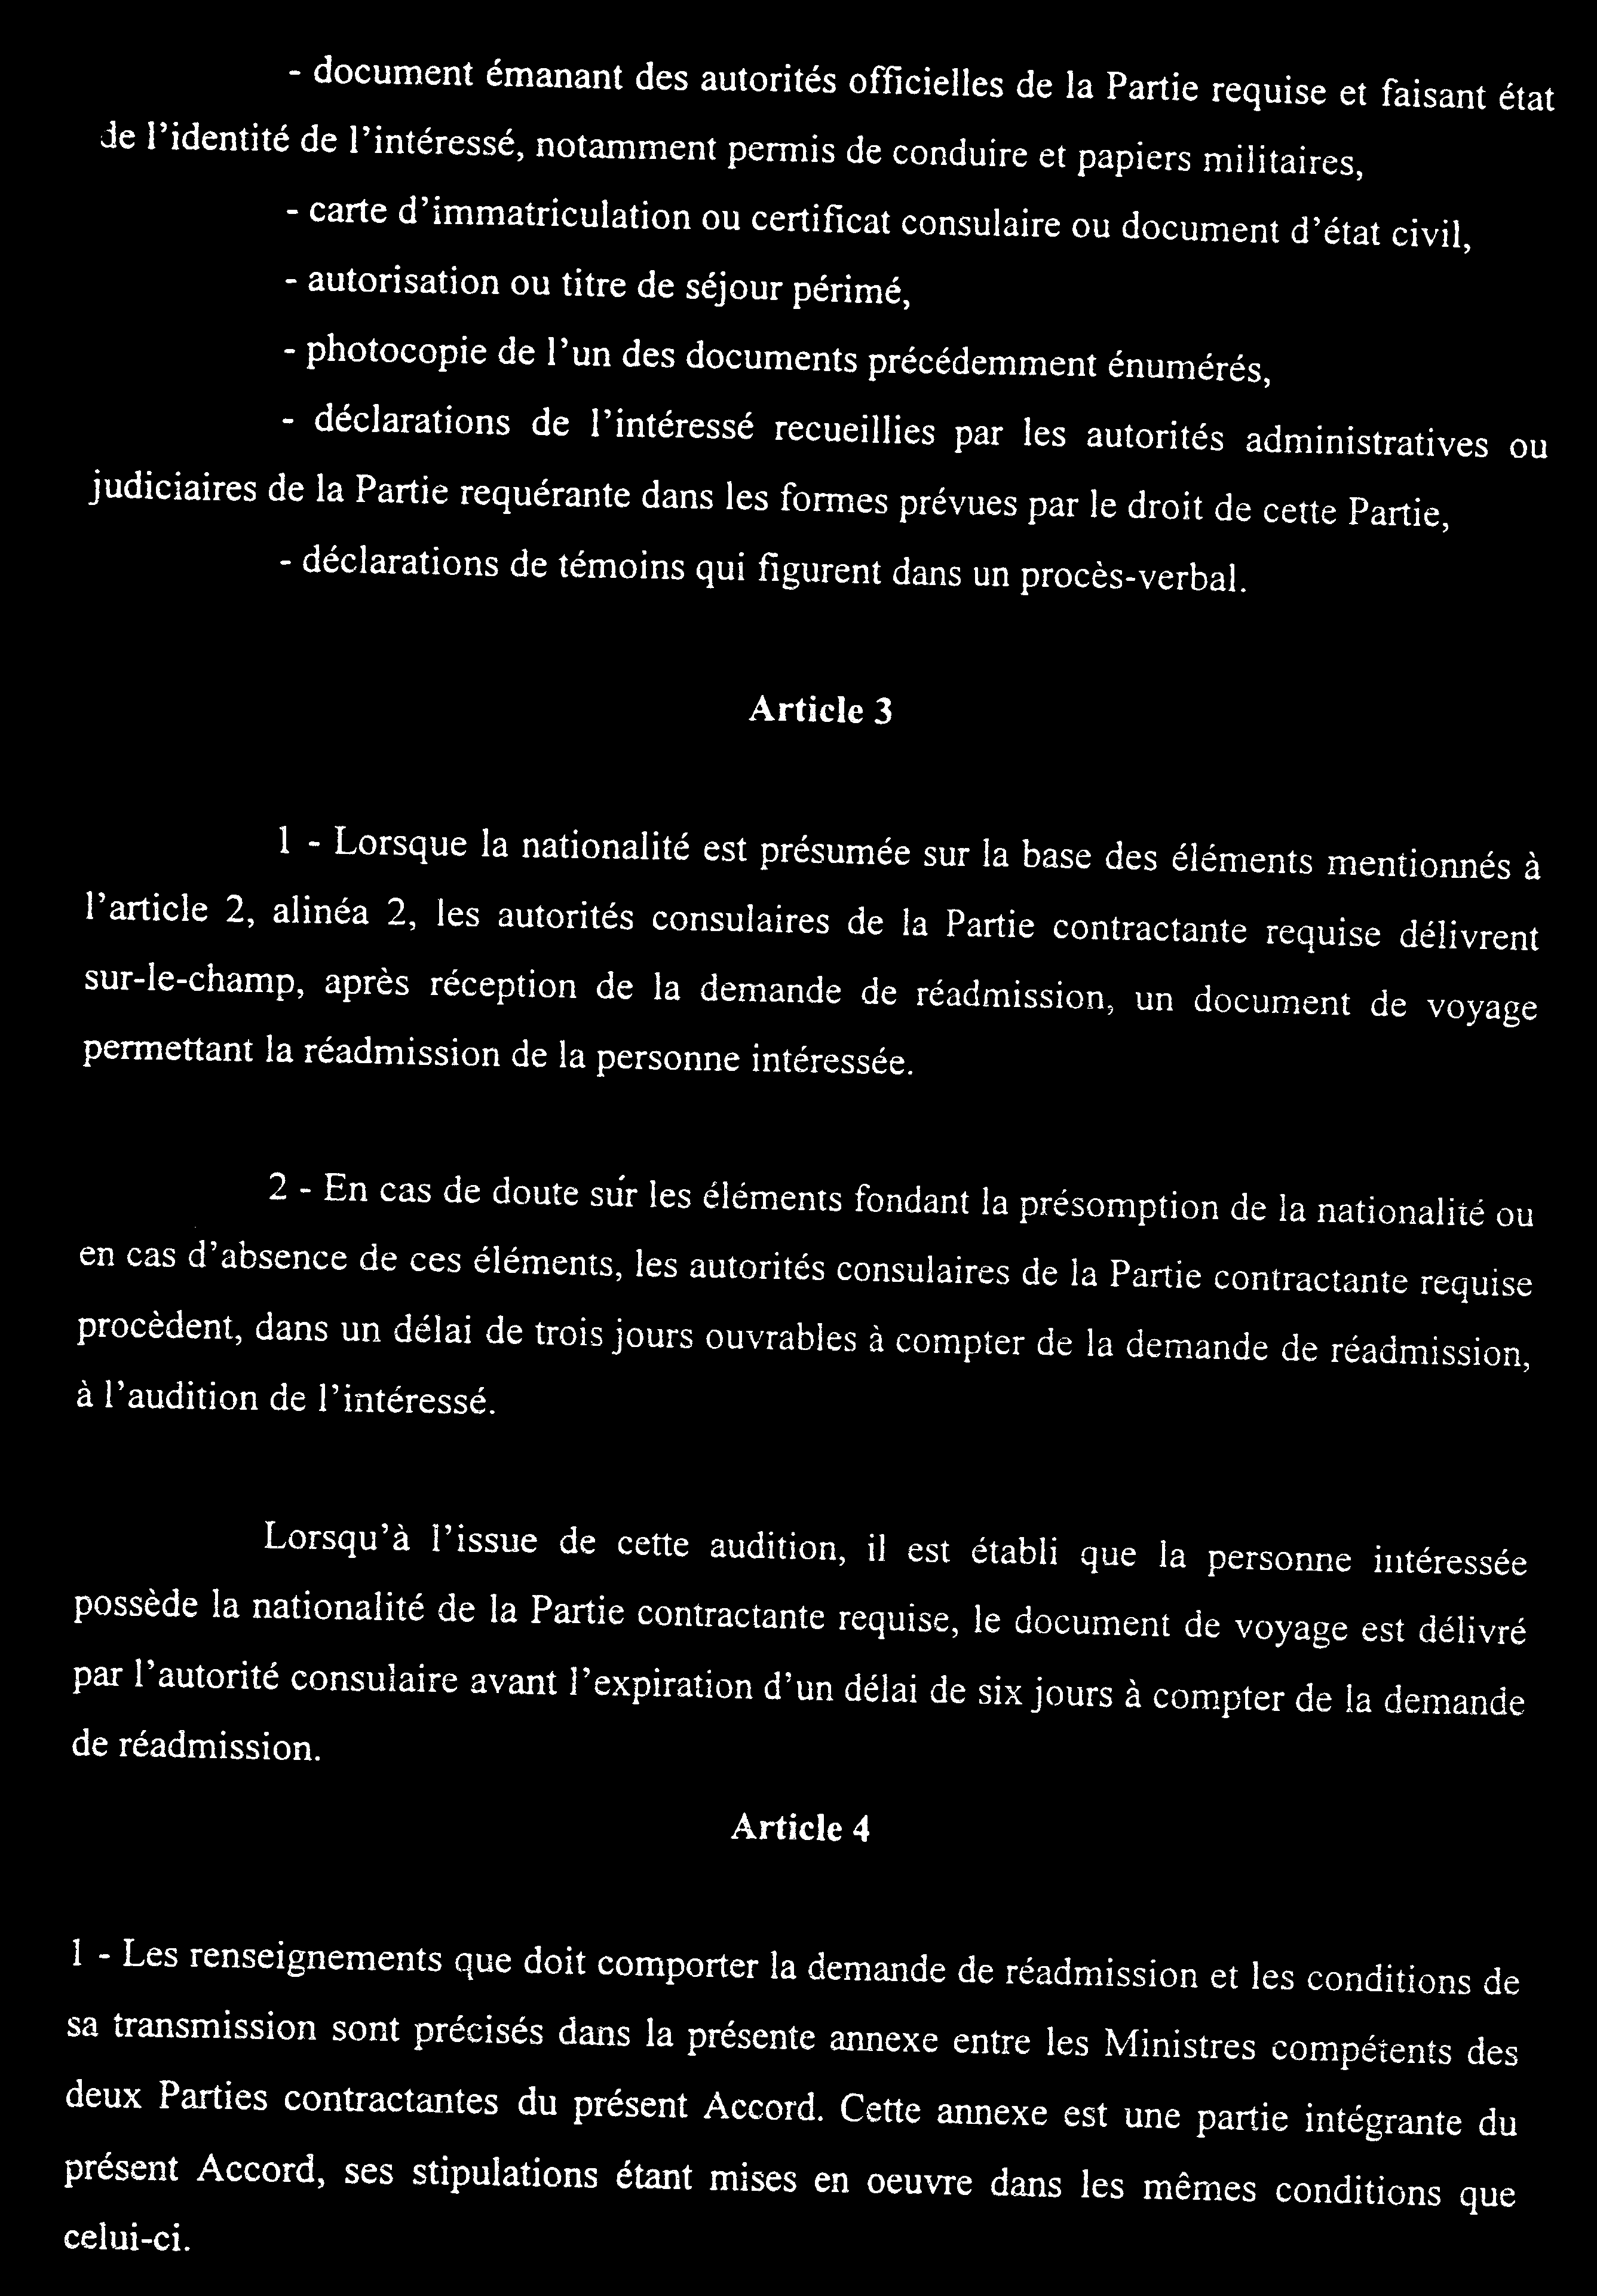 - document émanant des autorités officielles de la Partie requise et faisant état
de l'identité de l'intéressé, notamment permis de conduire et papiers militaires,
- carte d'immatriculation ou certificat consulaire ou document d'état civil,
- autorisation ou titre de séjour périmé,
- photocopie de l'un des documents précédemment énumérés,
- déclarations de l'intéressé recueillies par les autorités administratives ou
judiciaires de la Partie requérante dans les formes prévues par le droit de cette Partie,
- déclarations de témoins qui figurent dans un procès-verbal.
Article 3
1 - Lorsque la nationalité est présumée sur la base des éléments mentionnés à
l'article 2, alinéa 2, les autorités consulaires de la Partie contractante requise délivrent
sur-le-champ, après réception de la demande de réadmission, un document de voyage
permettant la réadmission de la personne intéressée.
2 - En cas de doute sur les éléments fondant la présomption de la nationalité ou
en cas d'absence de ces éléments, les autorités consulaires de la Partie contractante requise
procèdent, dans un délai de trois jours ouvrables à compter de la demande de réadmission,
à l'audition de l'intéressé.
Lorsqu'à l'issue de cette audition, il est établi que la personne intéressée
possède la nationalité de la Partie contractante requise, le document de voyage est délivré
par l'autorité consulaire avant l'expiration d'un délai de six jours à compter de la demande
de réadmission.
Article 4
1 - Les renseignements que doit comporter la demande de réadmission et les conditions de
sa transmission sont précisés dans la présente annexe entre les Ministres compétents des
deux Parties contractantes du présent Accord. Cette annexe est une partie intégrante du
présent Accord, ses stipulations étant mises en oeuvre dans les mêmes conditions que
celui-ci.